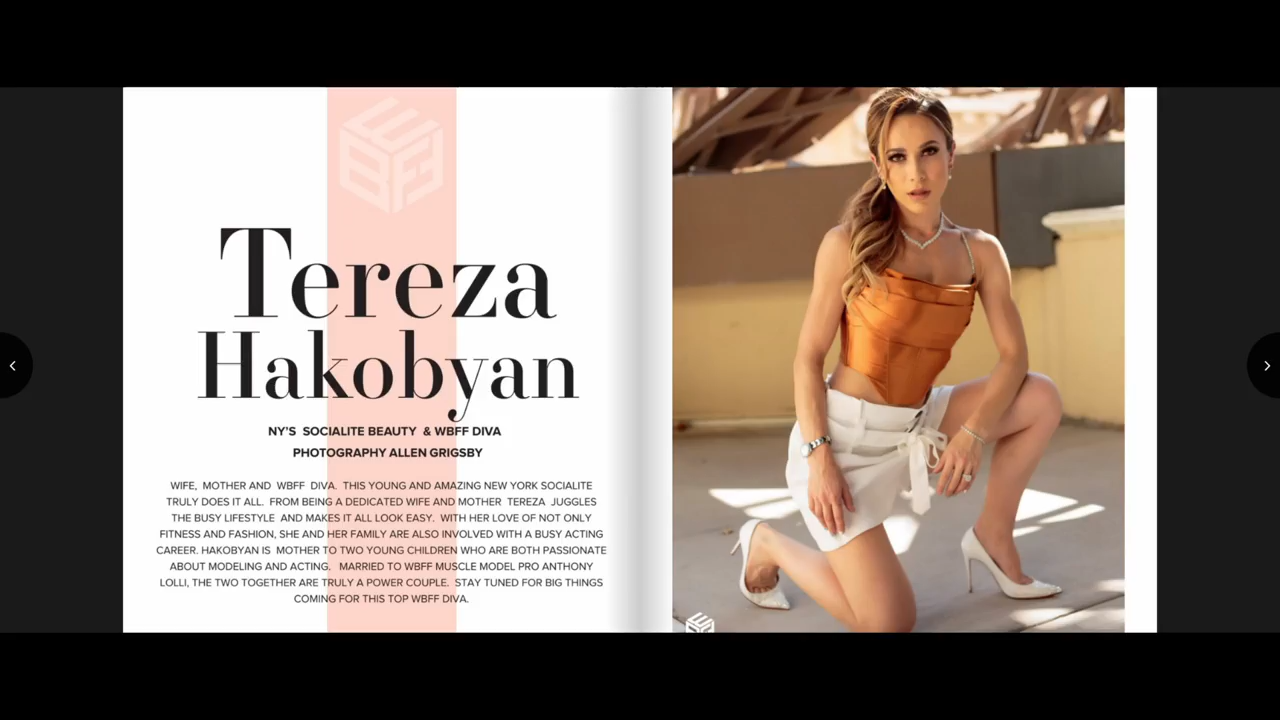 WBFF
Tereza
Hakobyan
NY'S SOCIALITE BEAUTY & WBFF DIVA
PHOTOGRAPHY ALLEN GRIGSBY
WIFE, MOTHER AND WBFF DIVA. THIS YOUNG AND AMAZING NEW YORK SOCIALITE
TRULY DOES IT ALL. FROM BEING A DEDICATED WIFE AND MOTHER TEREZA JUGGLES
THE BUSY LIFESTYLE AND MAKES IT ALL LOOK EASY. WITH HER LOVE OF NOT ONLY
FITNESS AND FASHION, SHE AND HER FAMILY ARE ALSO INVOLVED WITH A BUSY ACTING
CAREER. HAKOBYAN IS MOTHER TO TWO YOUNG CHILDREN WHO ARE BOTH PASSIONATE
ABOUT MODELING AND ACTING. MARRIED TO WBFF MUSCLE MODEL PRO ANTHONY
LOLLI, THE TWO TOGETHER ARE TRULY A POWER COUPLE. STAY TUNED FOR BIG THINGS
COMING FOR THIS TOP WBFF DIVA.
WBFF